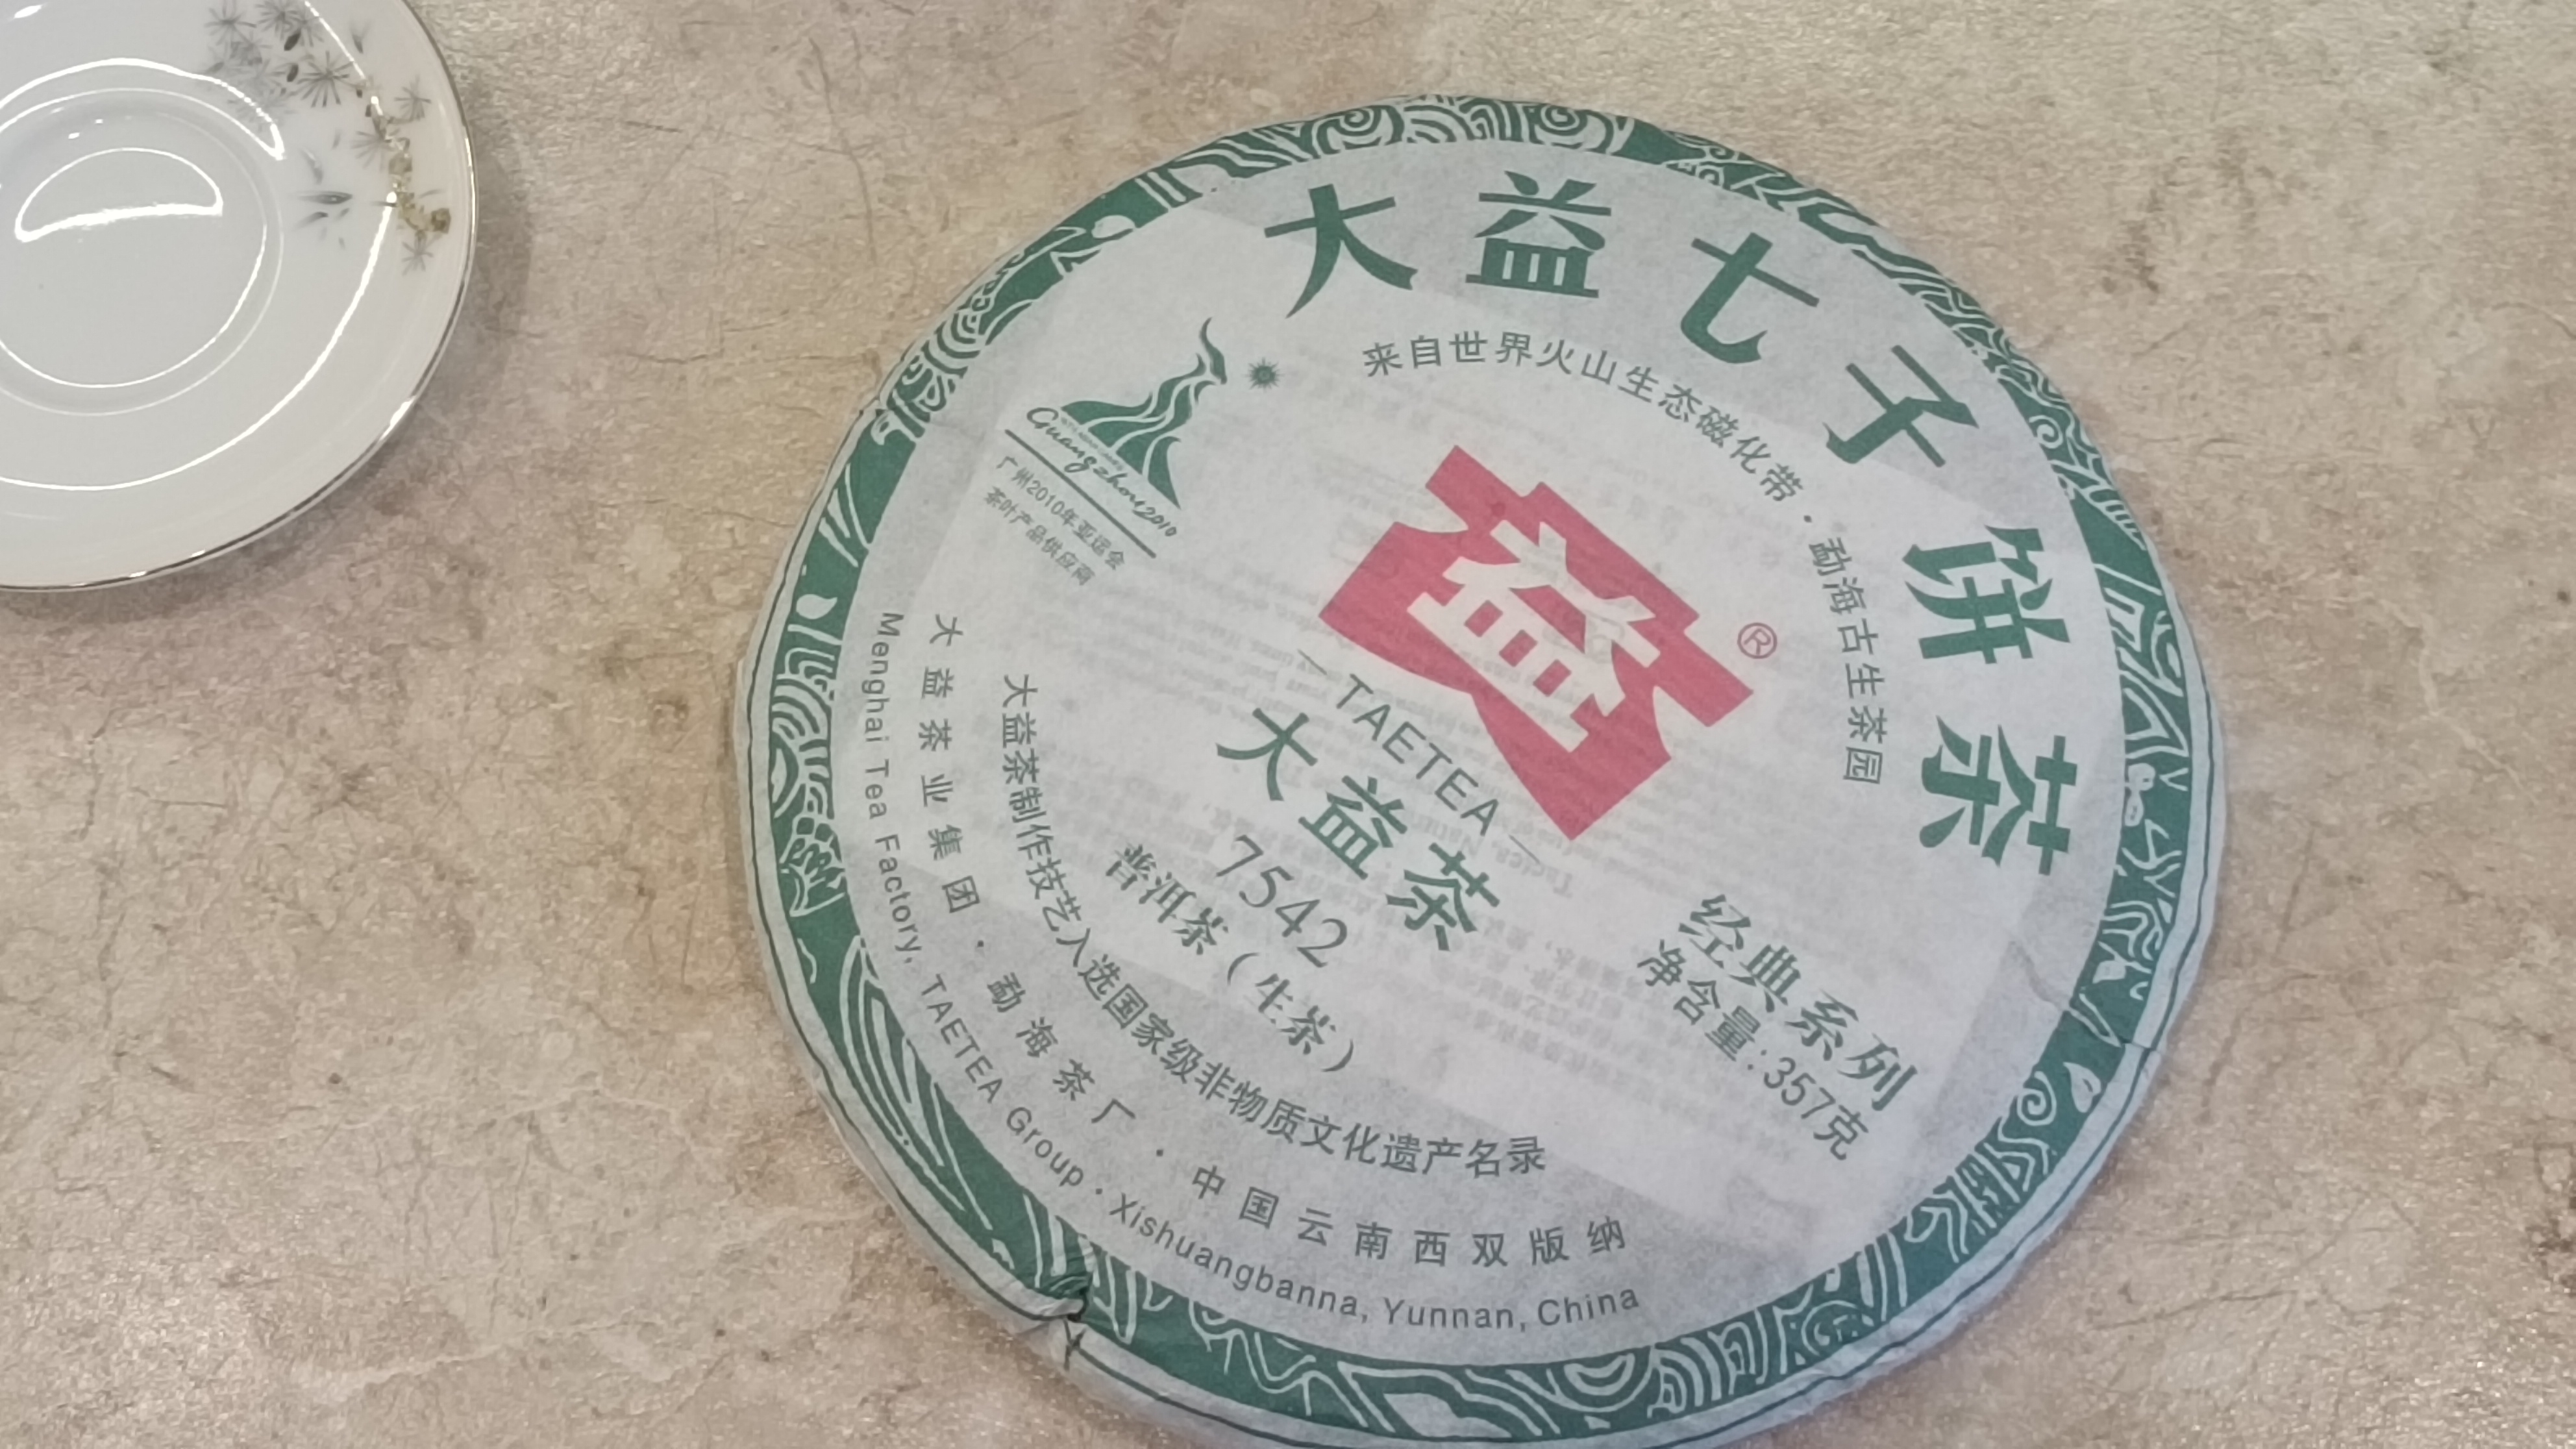 大益七子饼茶
来自世界火山生态磁化带·勐海古生茶园
Guangzhou 2010
广州2010年亚运会
茶叶产品供应商
益
®
TAETEA
大益茶
7542
普洱茶（生茶）
经典系列
净含量:357克
大益茶制作技艺入选国家级非物质文化遗产名录
大益茶业集团·勐海茶厂·中国云南西双版纳
Menghai Tea Factory, TAETEA Group·Xishuangbanna, Yunnan, China